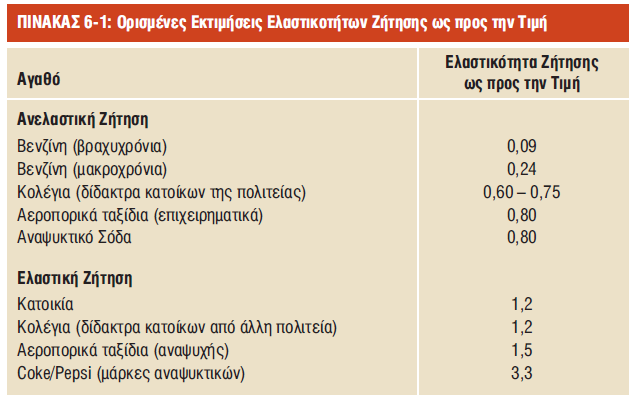 ΠΙΝΑΚΑΣ 6-1: Ορισμένες Εκτιμήσεις Ελαστικοτήτων Ζήτησης ως προς την Τιμή
Αγαθό Ελαστικότητα Ζήτησης
ως προς την Τιμή
Ανελαστική Ζήτηση
Βενζίνη (βραχυχρόνια) 0,09
Βενζίνη (μακροχρόνια) 0,24
Κολέγια (δίδακτρα κατοίκων της πολιτείας) 0,60 – 0,75
Αεροπορικά ταξίδια (επιχειρηματικά) 0,80
Αναψυκτικό Σόδα 0,80
Ελαστική Ζήτηση
Κατοικία 1,2
Κολέγια (δίδακτρα κατοίκων από άλλη πολιτεία) 1,2
Αεροπορικά ταξίδια (αναψυχής) 1,5
Coke/Pepsi (μάρκες αναψυκτικών) 3,3